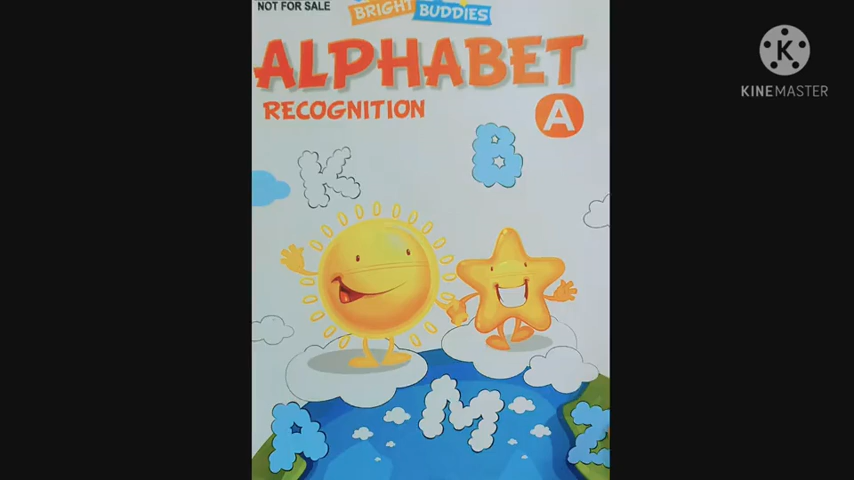 NOT FOR SALE
BRIGHT BUDDIES
ALPHABET
RECOGNITION
A
K
B
A
M
Z
K
KINEMASTER